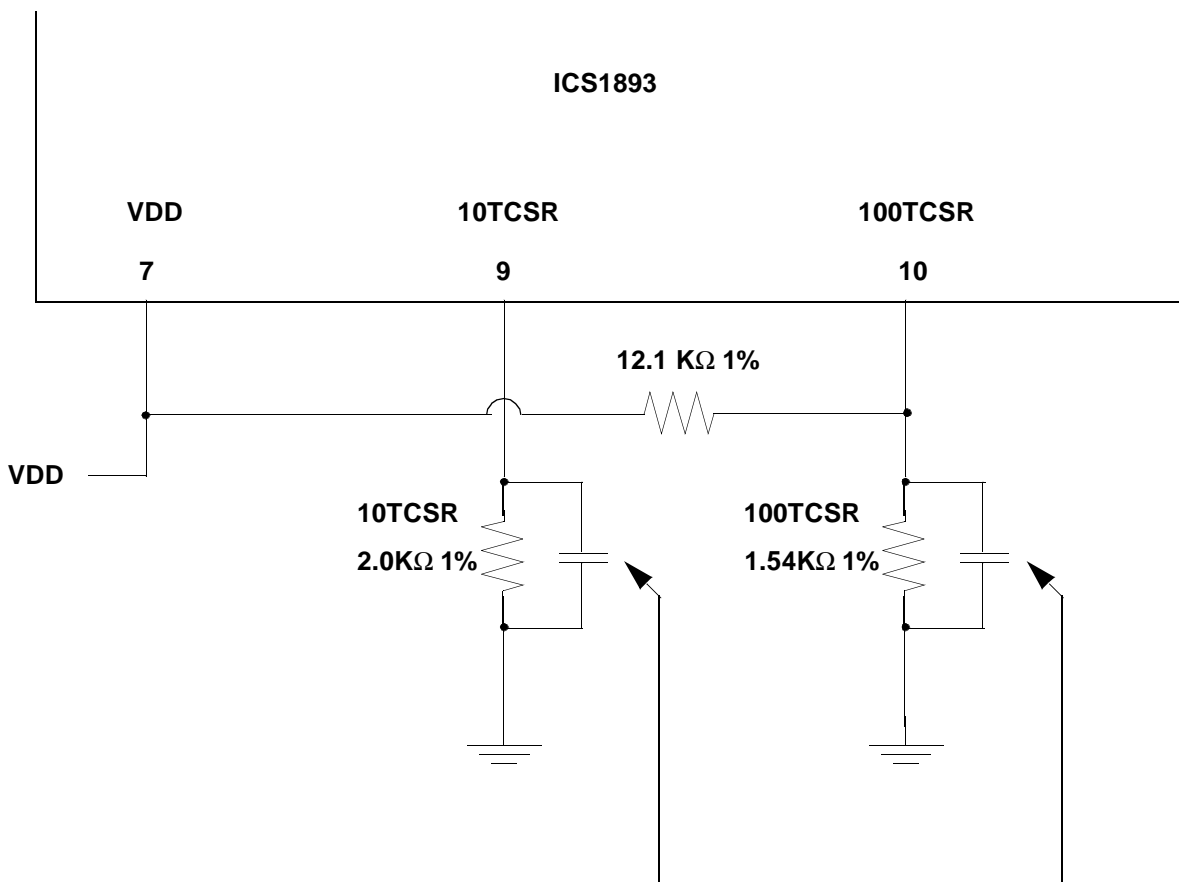 ICS1893
VDD
10TCSR
100TCSR
7
9
10
12.1 KΩ 1%
VDD
10TCSR
2.0KΩ 1%
100TCSR
1.54KΩ 1%